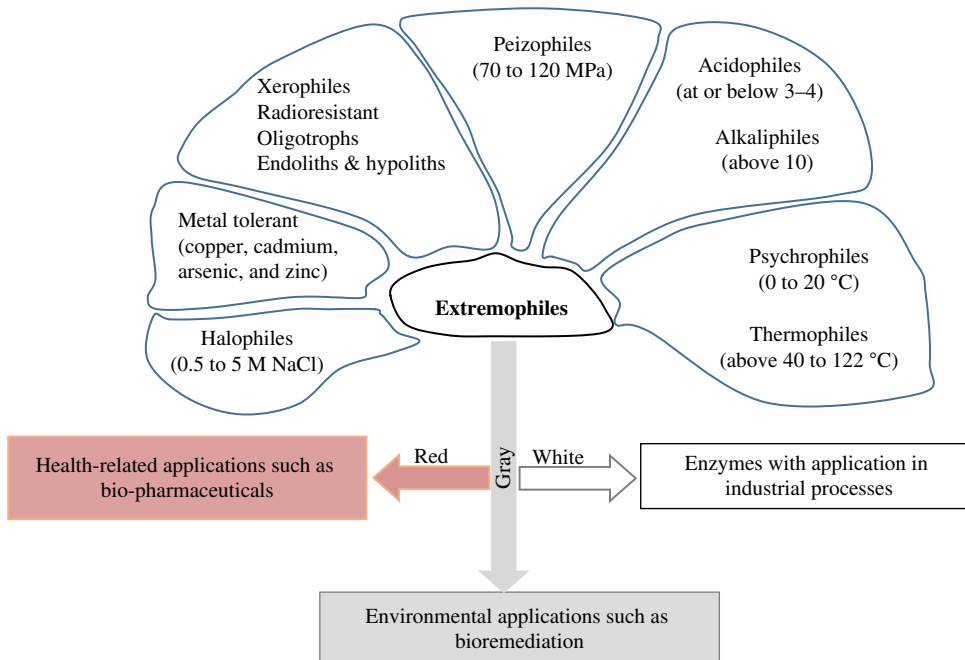 Peizophiles
(70 to 120 MPa)
Acidophiles
(at or below 3–4)
Alkaliphiles
(above 10)
Xerophiles
Radioresistant
Oligotrophs
Endoliths & hypoliths
Metal tolerant
(copper, cadmium,
arsenic, and zinc)
Psychrophiles
(0 to 20 °C)
Thermophiles
(above 40 to 122 °C)
Halophiles
(0.5 to 5 M NaCl)
Extremophiles
Health-related applications such as
bio-pharmaceuticals
Red
Gray
White
Enzymes with application in
industrial processes
Environmental applications such as
bioremediation